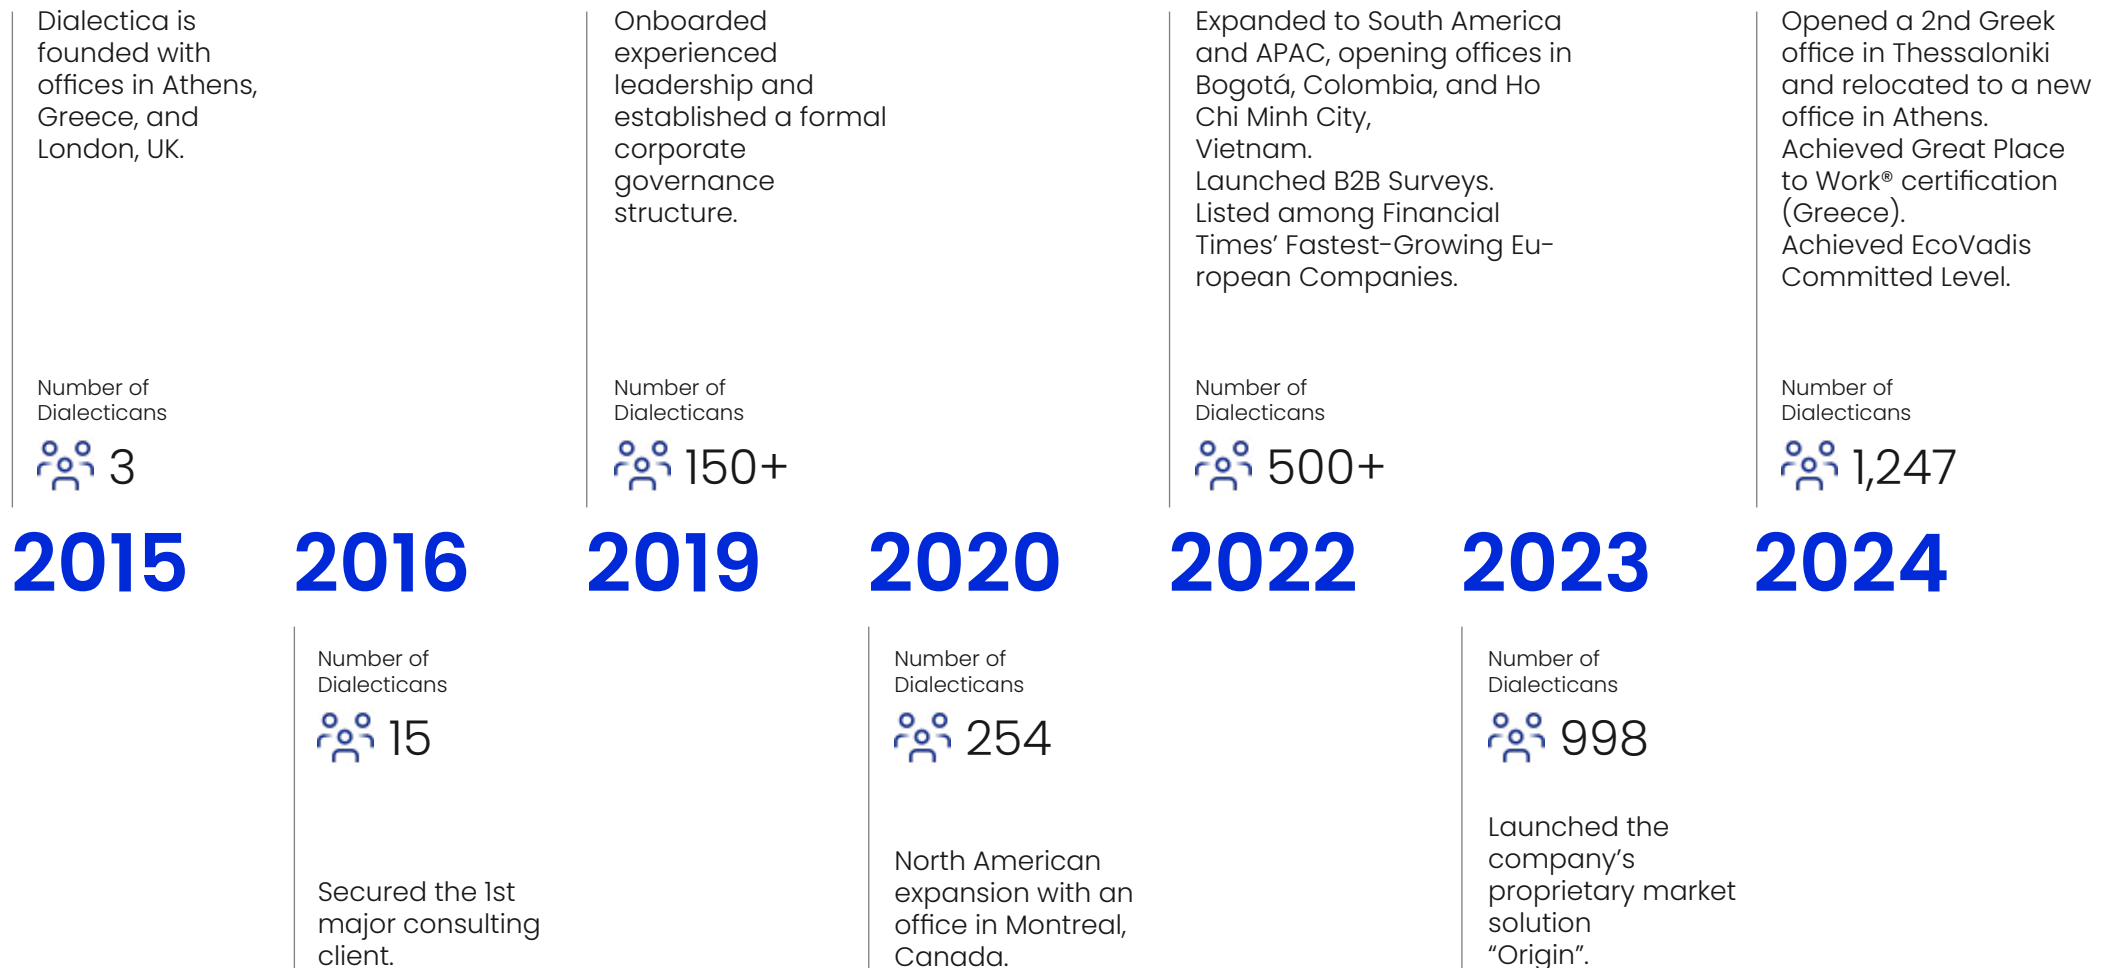 Dialectica is
founded with
offices in Athens,
Greece, and
London, UK.
Number of
Dialecticans
3
2015
2016
Number of
Dialecticans
15
Secured the 1st
major consulting
client.
Onboarded
experienced
leadership and
established a formal
corporate
governance
structure.
Number of
Dialecticans
150+
2019
2020
Number of
Dialecticans
254
North American
expansion with an
office in Montreal,
Canada.
Expanded to South America
and APAC, opening offices in
Bogotá, Colombia, and Ho
Chi Minh City,
Vietnam.
Launched B2B Surveys.
Listed among Financial
Times’ Fastest-Growing Eu-
ropean Companies.
Number of
Dialecticans
500+
2022
2023
Number of
Dialecticans
998
Launched the
company’s
proprietary market
solution
“Origin”.
Opened a 2nd Greek
office in Thessaloniki
and relocated to a new
office in Athens.
Achieved Great Place
to Work® certification
(Greece).
Achieved EcoVadis
Committed Level.
Number of
Dialecticans
1,247
2024